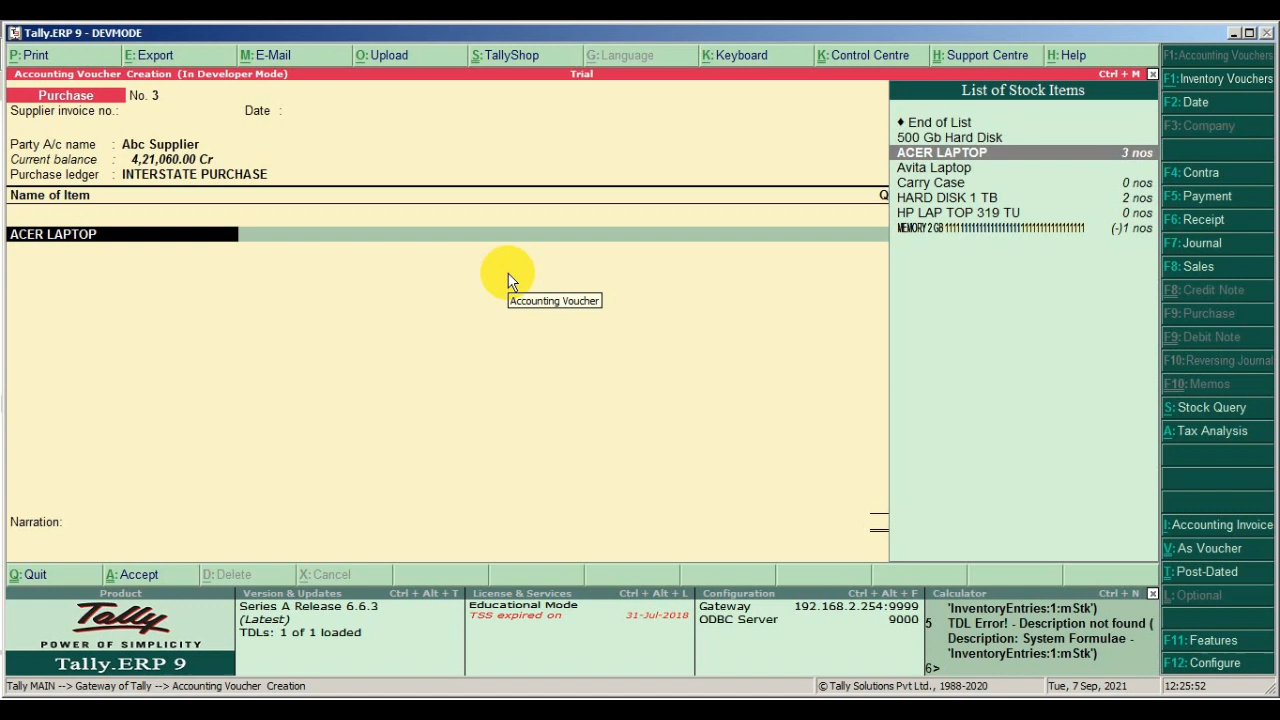 Tally.ERP 9 - DEVMODE
P: Print E: Export M: E-Mail O: Upload S: TallyShop G: Language K: Keyboard K: Control Centre H: Support Centre H: Help
Accounting Voucher Creation (In Developer Mode) Trial Ctrl + M
Purchase No. 3
Supplier invoice no.: Date :
Party A/c name : Abc Supplier
Current balance : 4,21,060.00 Cr
Purchase ledger : INTERSTATE PURCHASE
Name of Item Q
ACER LAPTOP
Accounting Voucher
Narration:
List of Stock Items
♦ End of List
500 Gb Hard Disk
ACER LAPTOP 3 nos
Avita Laptop
Carry Case 0 nos
HARD DISK 1 TB 2 nos
HP LAP TOP 319 TU 0 nos
(-)1 nos
F1: Accounting Vouchers
F1: Inventory Vouchers
F2: Date
F3: Company
F4: Contra
F5: Payment
F6: Receipt
F7: Journal
F8: Sales
F8: Credit Note
F9: Purchase
F9: Debit Note
F10: Reversing Journal
F10: Memos
S: Stock Query
A: Tax Analysis
I: Accounting Invoice
V: As Voucher
T: Post-Dated
L: Optional
F11: Features
F12: Configure
Q: Quit A: Accept D: Delete X: Cancel
Product
Tally
POWER OF SIMPLICITY
Tally.ERP 9
Version & Updates Ctrl + Alt + T
Series A Release 6.6.3
(Latest)
TDLs: 1 of 1 loaded
License & Services Ctrl + Alt + L
Educational Mode
TSS expired on 31-Jul-2018
Configuration Ctrl + Alt + F
Gateway 192.168.2.254:9999
ODBC Server 9000
Calculator Ctrl + N
'InventoryEntries:1:mStk')
5 TDL Error! - Description not found (
Description: System Formulae -
'InventoryEntries:1:mStk')
6>
Tally MAIN --> Gateway of Tally --> Accounting Voucher Creation © Tally Solutions Pvt Ltd., 1988-2020 Tue, 7 Sep, 2021 12:25:52